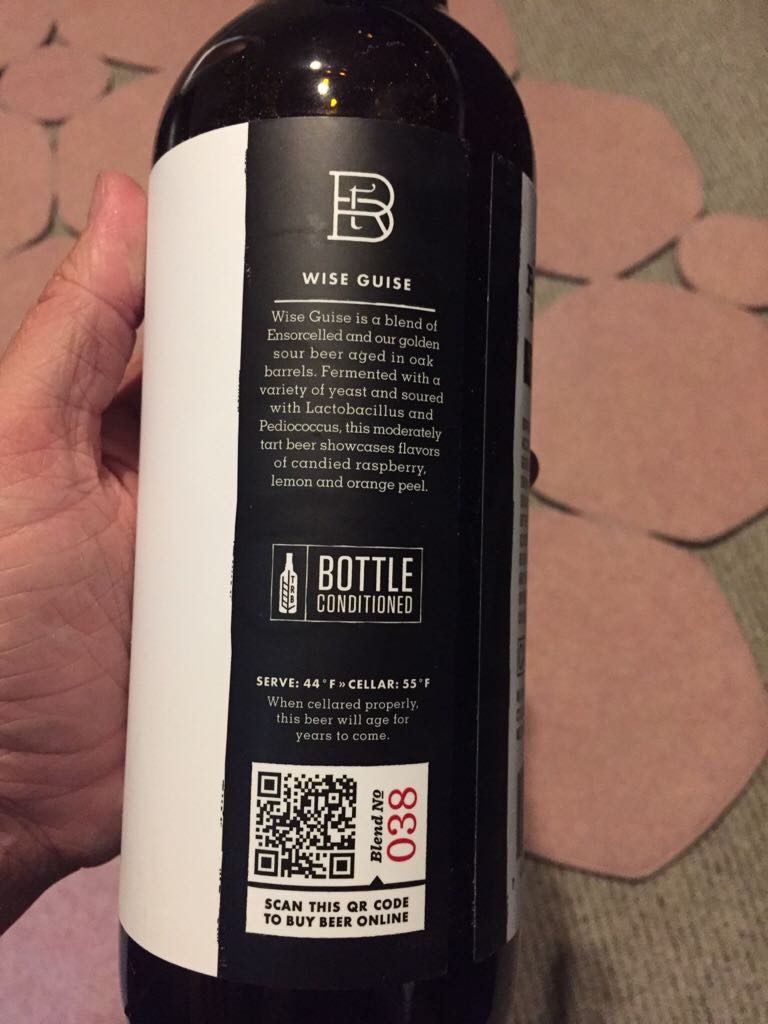 WISE GUISE
Wise Guise is a blend of
Ensorcelled and our golden
sour beer aged in oak
barrels. Fermented with a
variety of yeast and soured
with Lactobacillus and
Pediococcus, this moderately
tart beer showcases flavors
of candied raspberry,
lemon and orange peel.
TRB
BOTTLE
CONDITIONED
SERVE: 44°F » CELLAR: 55°F
When cellared properly,
this beer will age for
years to come.
Blend No
038
SCAN THIS QR CODE
TO BUY BEER ONLINE